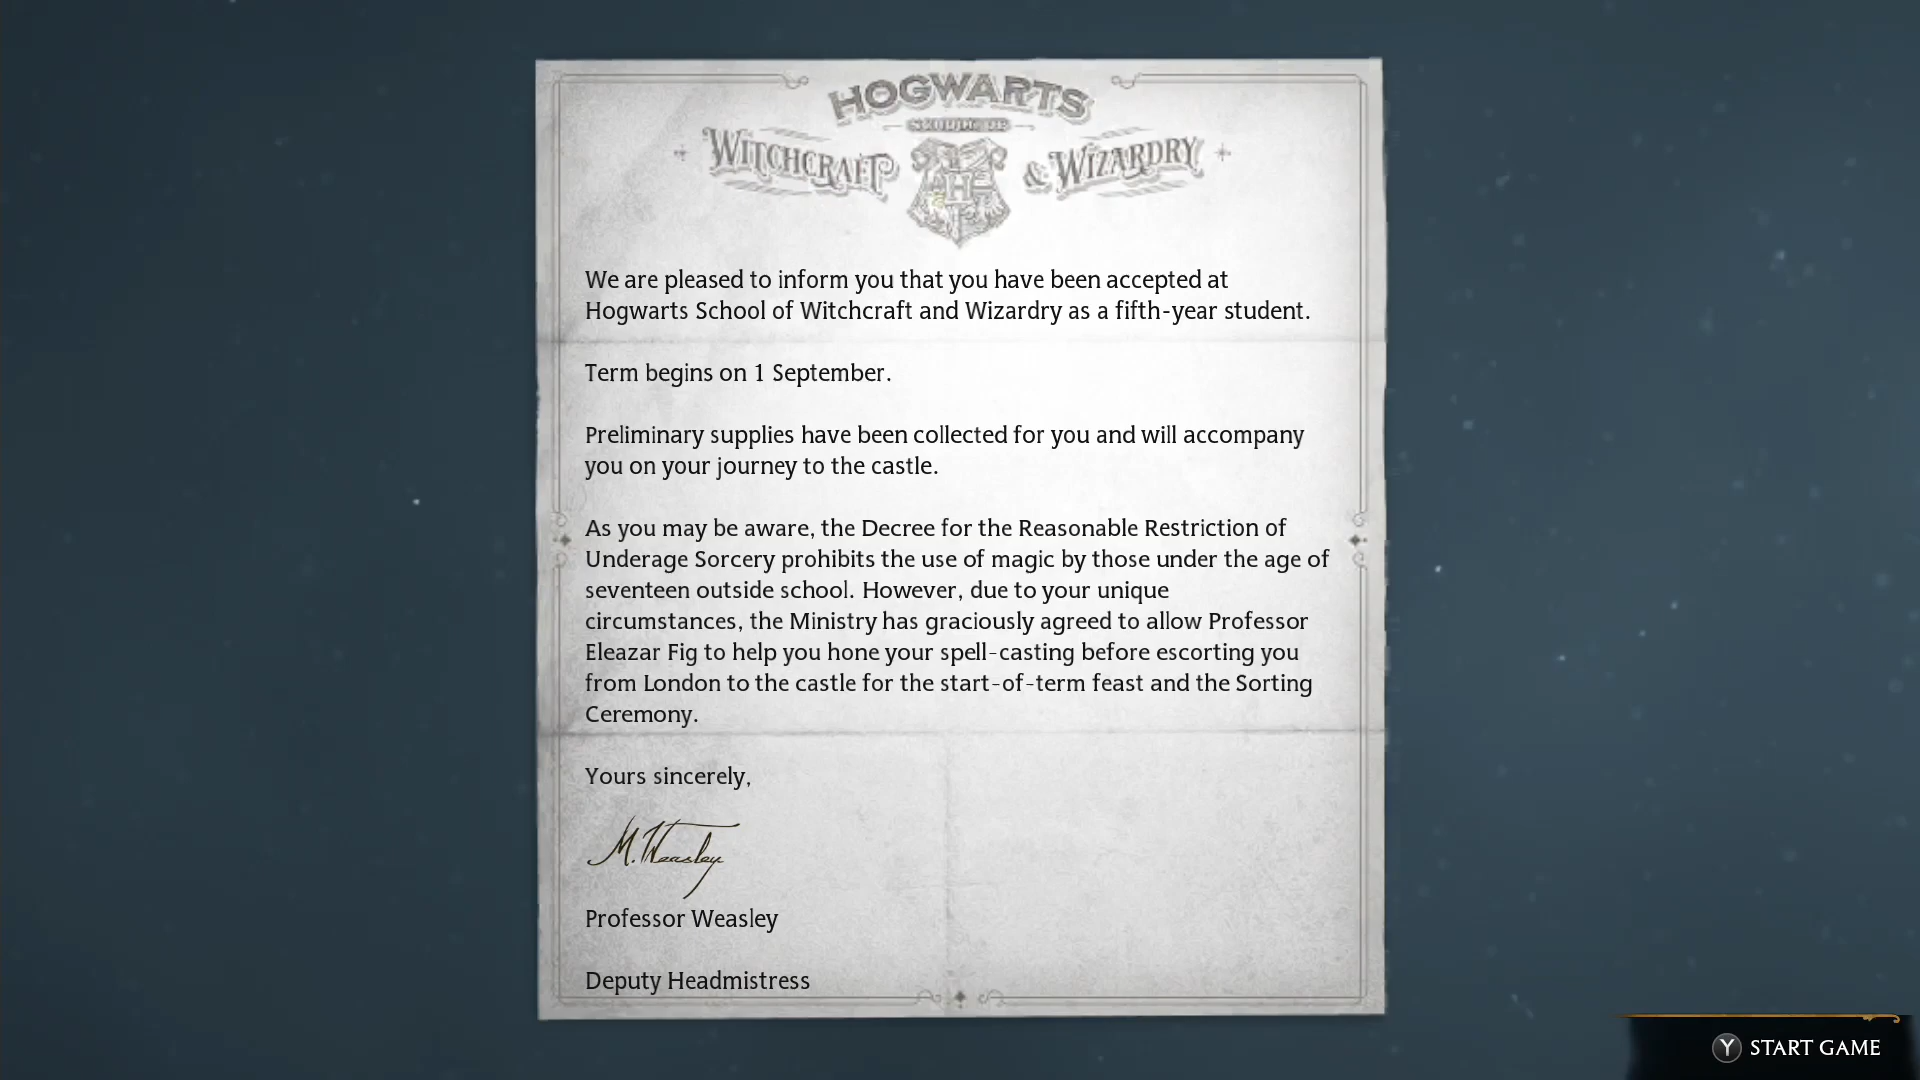 HOGWARTS
SCHOOL OF
WITCHCRAFT & WIZARDRY
H
We are pleased to inform you that you have been accepted at
Hogwarts School of Witchcraft and Wizardry as a fifth-year student.
Term begins on 1 September.
Preliminary supplies have been collected for you and will accompany
you on your journey to the castle.
As you may be aware, the Decree for the Reasonable Restriction of
Underage Sorcery prohibits the use of magic by those under the age of
seventeen outside school. However, due to your unique
circumstances, the Ministry has graciously agreed to allow Professor
Eleazar Fig to help you hone your spell-casting before escorting you
from London to the castle for the start-of-term feast and the Sorting
Ceremony.
Yours sincerely,
M. Weasley
Professor Weasley
Deputy Headmistress
Y START GAME